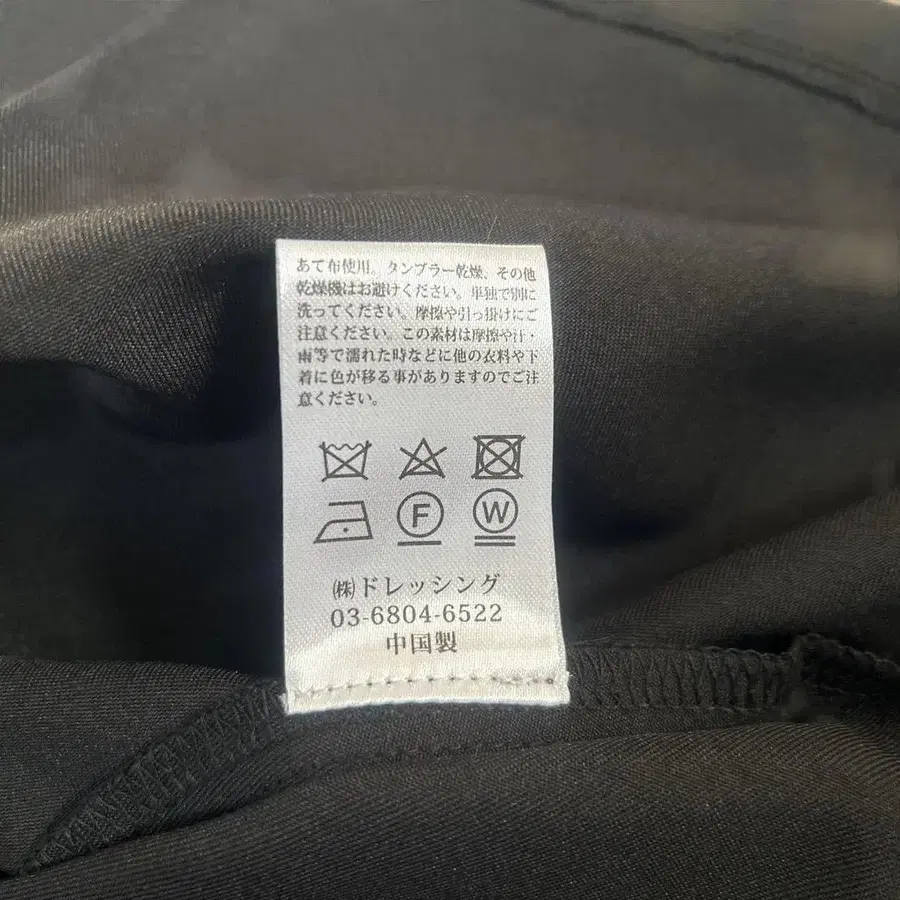 あて布使用。タンブラー乾燥、その他
乾燥機はお避けください。単独で別に
洗ってください。摩擦や引っ掛けにご
注意ください。この素材は摩擦や汗・
雨等で濡れた時などに他の衣料や下
着に色が移る事がありますのでご注
意ください。
F W
㈱ドレッシング
03-6804-6522
中国製